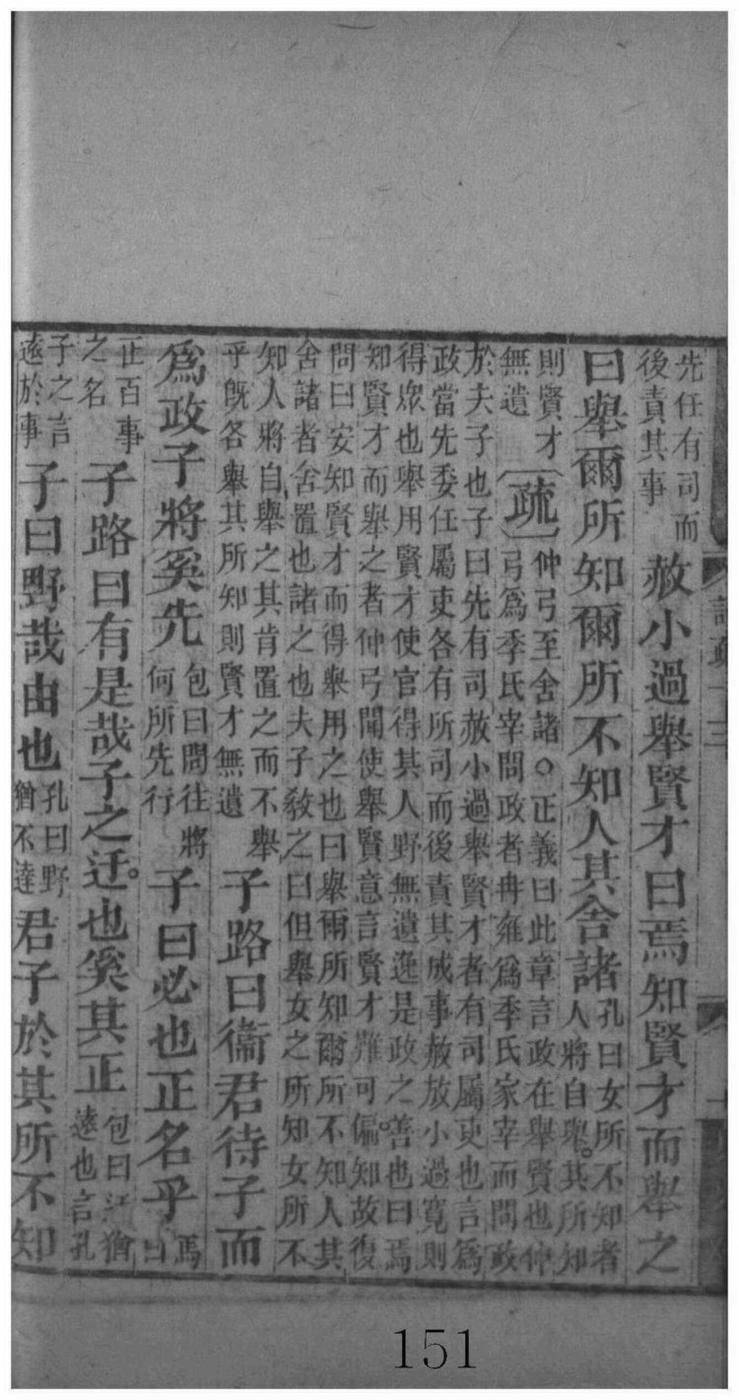 先任有司而
後責其事
赦小過舉賢才曰焉知賢才而舉之
曰舉爾所知爾所不知人其舍諸
孔曰女所不知者
人將自舉其所知
則賢才
無遺
〔疏〕
仲弓至舍諸○正義曰此章言政在舉賢也仲
弓爲季氏宰問政者冉雍爲季氏家宰而問政
於夫子也子曰先有司赦小過舉賢才者有司屬吏也言爲
政當先委任屬吏各有所司而後責其成事赦放小過寬則
得衆也舉用賢才使官得其人野無遺逸是政之善也曰焉
知賢才而舉之者仲弓聞使舉賢意言賢才難可偏知故復
問曰安知賢才而得舉用之也曰舉爾所知爾所不知人其
舍諸者舍置也諸之也夫子敎之曰但舉女之所知女所不
知人將自舉之其肯置之而不舉
乎旣各舉其所知則賢才無遺
子路曰衞君待子而
爲政子將奚先
包曰問往將
何所先行
子曰必也正名乎
馬
曰
正百事
之名
子路曰有是哉子之迂也奚其正
包曰迂猶
遠也言孔
子之言
遠於事
子曰野哉由也
孔曰野
猶不達
君子於其所不知
151